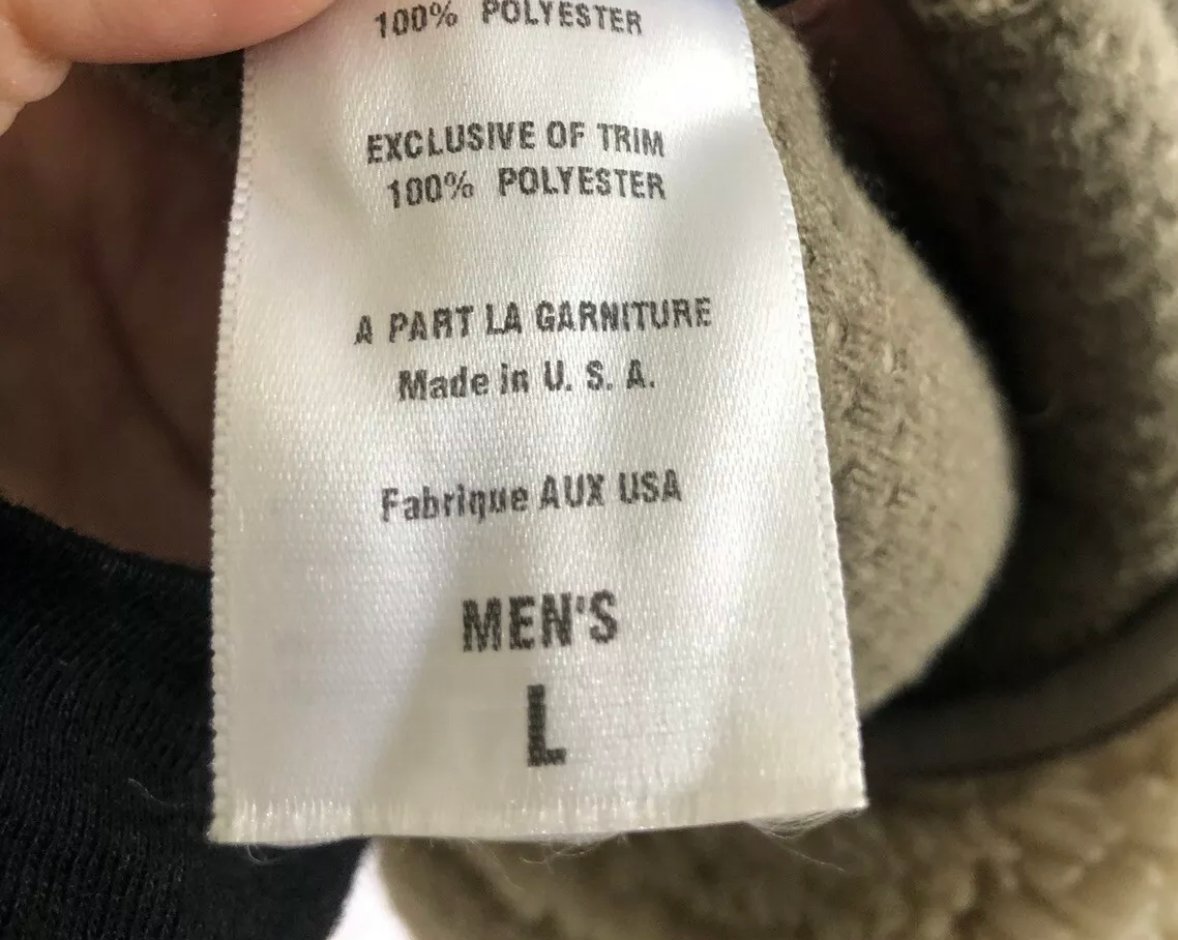 100% POLYESTER
EXCLUSIVE OF TRIM
100% POLYESTER
A PART LA GARNITURE
Made in U. S. A.
Fabrique AUX USA
MEN'S
L